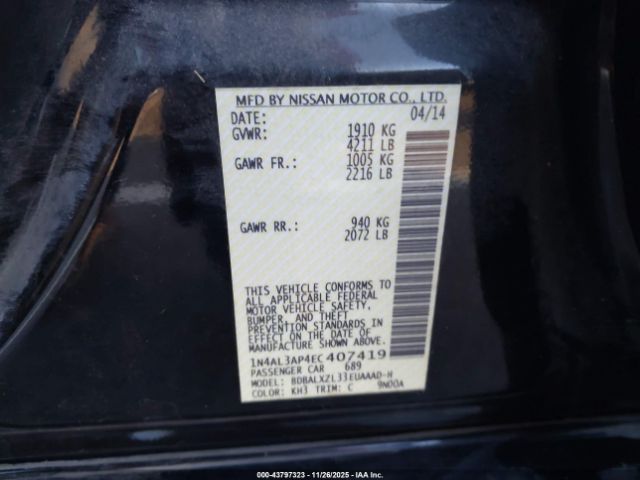 MFD BY NISSAN MOTOR CO., LTD.
DATE: 04/14
GVWR: 1910 KG
4211 LB
GAWR FR.: 1005 KG
2216 LB
GAWR RR.: 940 KG
2072 LB
THIS VEHICLE CONFORMS TO
ALL APPLICABLE FEDERAL
MOTOR VEHICLE SAFETY,
BUMPER, AND THEFT
PREVENTION STANDARDS IN
EFFECT ON THE DATE OF
MANUFACTURE SHOWN ABOVE.
1N4AL3AP4EC407419
PASSENGER CAR 689
MODEL: BDBALXZL33EUAAAD-H
COLOR: KH3 TRIM: C 9N00A
000-43797323 | 11/26/2025 - IAA Inc.